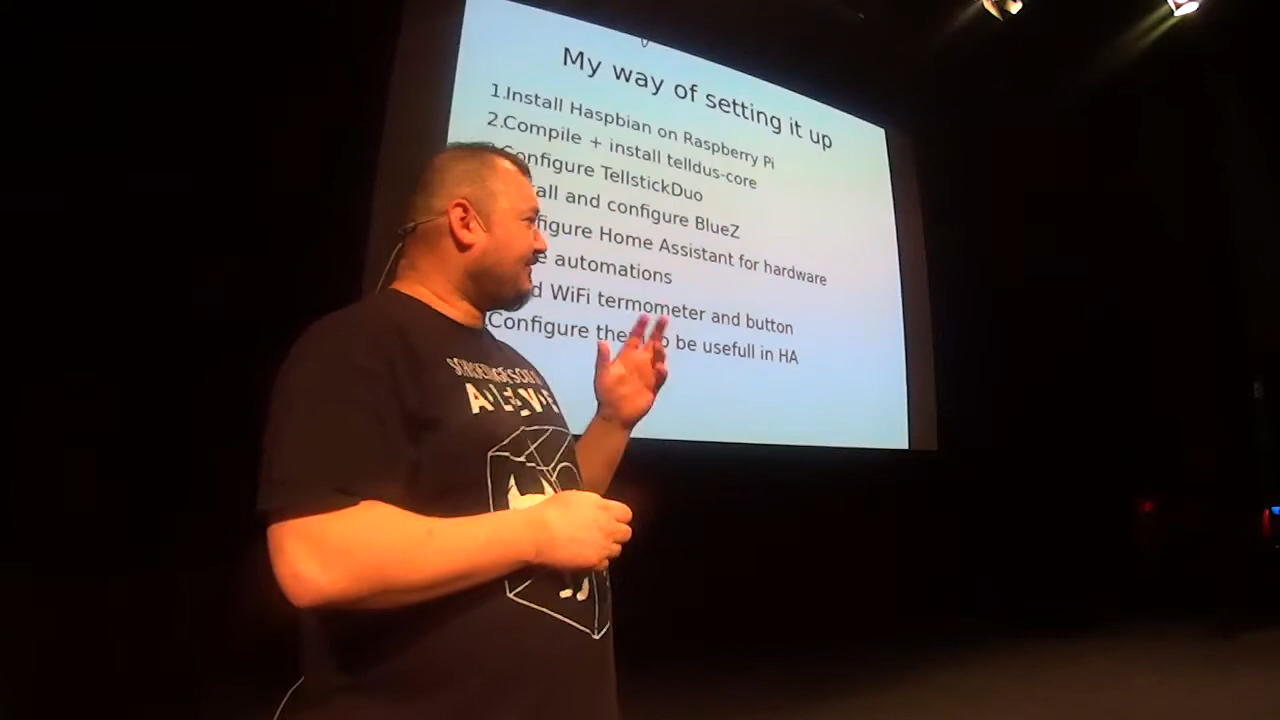 My way of setting it up
1.Install Haspbian on Raspberry Pi
2.Compile + install telldus-core
Configure TellstickDuo
all and configure BlueZ
figure Home Assistant for hardware
automations
WiFi termometer and button
Configure be usefull in HA
ALIVE